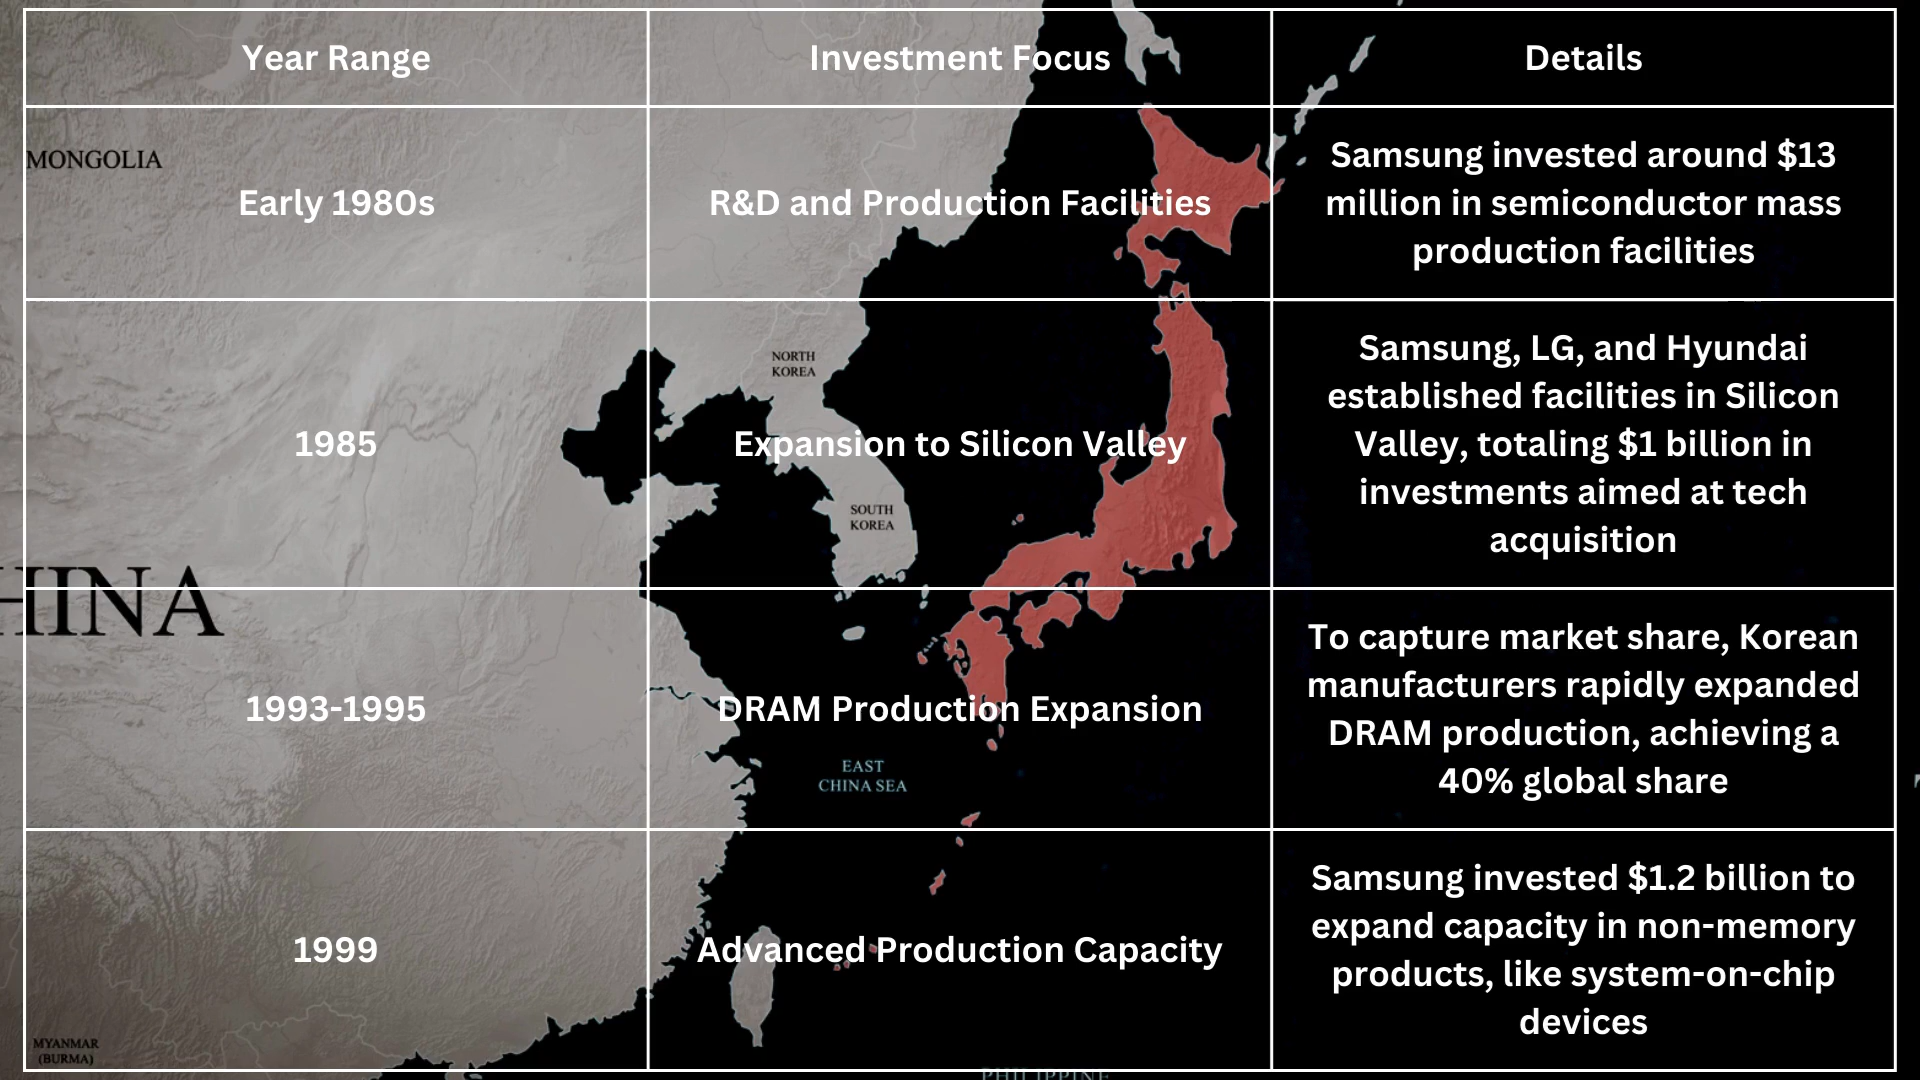 Year Range
Investment Focus
Details
MONGOLIA
Early 1980s
R&D and Production Facilities
Samsung invested around $13
million in semiconductor mass
production facilities
NORTH
KOREA
1985
Expansion to Silicon Valley
Samsung, LG, and Hyundai
established facilities in Silicon
Valley, totaling $1 billion in
investments aimed at tech
acquisition
SOUTH
KOREA
HINA
1993-1995
DRAM Production Expansion
To capture market share, Korean
manufacturers rapidly expanded
DRAM production, achieving a
40% global share
EAST
CHINA SEA
1999
Advanced Production Capacity
Samsung invested $1.2 billion to
expand capacity in non-memory
products, like system-on-chip
devices
MYANMAR
(BURMA)
PHILIPPINE